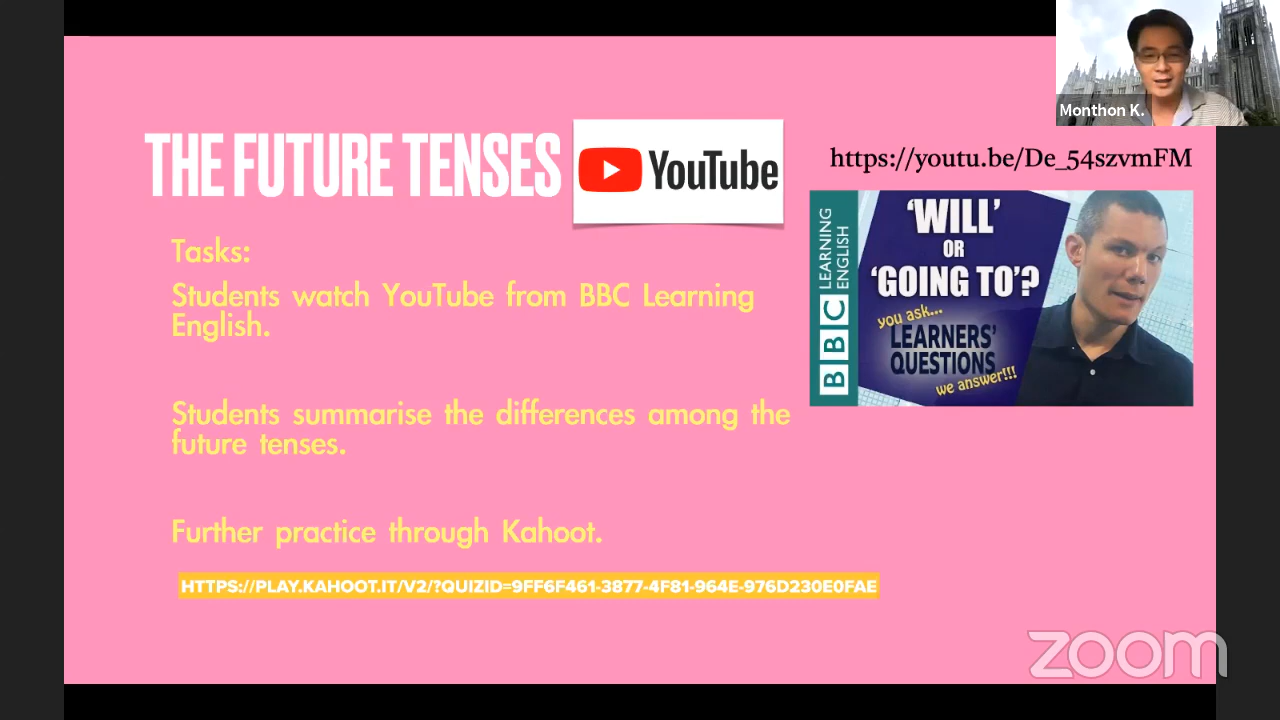 Monthon K.
THE FUTURE TENSES
YouTube
https://youtu.be/De_54szvmFM
BBC LEARNING ENGLISH
'WILL'
OR
'GOING TO'?
you ask...
LEARNERS'
QUESTIONS
we answer!!!
Tasks:
Students watch YouTube from BBC Learning
English.
Students summarise the differences among the
future tenses.
Further practice through Kahoot.
HTTPS://PLAY.KAHOOT.IT/V2/?QUIZID=9FF6F461-3877-4F81-964E-976D230E0FAE
zoom